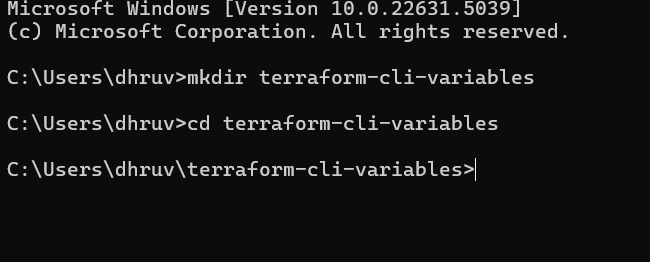 Microsoft Windows [Version 10.0.22631.5039]
(c) Microsoft Corporation. All rights reserved.
C:\Users\dhruv>mkdir terraform-cli-variables
C:\Users\dhruv>cd terraform-cli-variables
C:\Users\dhruv\terraform-cli-variables>